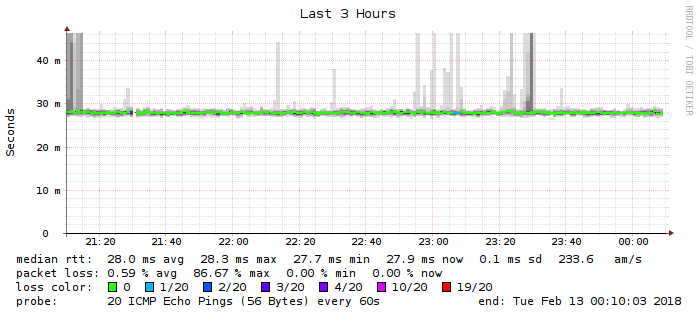 Last 3 Hours
RRDTOOL / TOBI OETIKER
Seconds
40 m
30 m
20 m
10 m
0
21:20 21:40 22:00 22:20 22:40 23:00 23:20 23:40 00:00
median rtt: 28.0 ms avg 28.3 ms max 27.7 ms min 27.9 ms now 0.1 ms sd 233.6 am/s
packet loss: 0.59 % avg 86.67 % max 0.00 % min 0.00 % now
loss color: 0 1/20 2/20 3/20 4/20 10/20 19/20
probe: 20 ICMP Echo Pings (56 Bytes) every 60s end: Tue Feb 13 00:10:03 2018